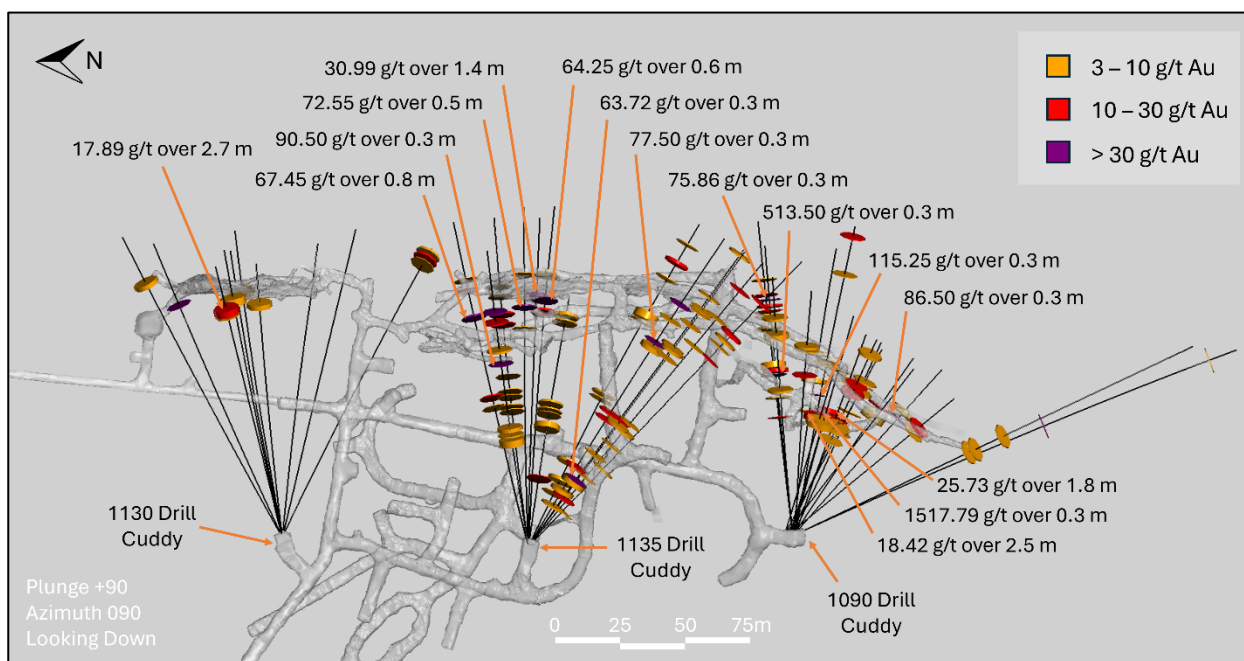 N
30.99 g/t over 1.4 m
64.25 g/t over 0.6 m
72.55 g/t over 0.5 m
63.72 g/t over 0.3 m
90.50 g/t over 0.3 m
77.50 g/t over 0.3 m
17.89 g/t over 2.7 m
67.45 g/t over 0.8 m
75.86 g/t over 0.3 m
513.50 g/t over 0.3 m
115.25 g/t over 0.3 m
86.50 g/t over 0.3 m
3 – 10 g/t Au
10 – 30 g/t Au
> 30 g/t Au
25.73 g/t over 1.8 m
1517.79 g/t over 0.3 m
18.42 g/t over 2.5 m
1130 Drill
Cuddy
1135 Drill
Cuddy
1090 Drill
Cuddy
Plunge +90
Azimuth 090
Looking Down
0 25 50 75m